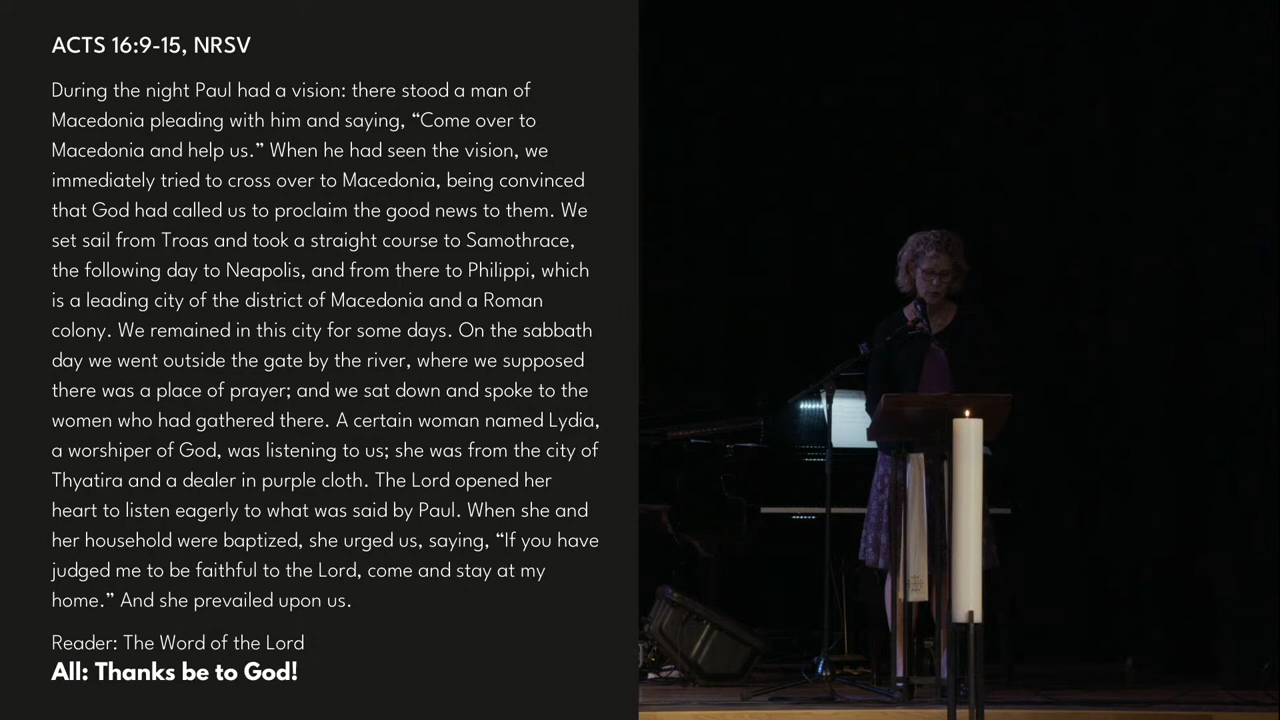 ACTS 16:9-15, NRSV
During the night Paul had a vision: there stood a man of
Macedonia pleading with him and saying, “Come over to
Macedonia and help us.” When he had seen the vision, we
immediately tried to cross over to Macedonia, being convinced
that God had called us to proclaim the good news to them. We
set sail from Troas and took a straight course to Samothrace,
the following day to Neapolis, and from there to Philippi, which
is a leading city of the district of Macedonia and a Roman
colony. We remained in this city for some days. On the sabbath
day we went outside the gate by the river, where we supposed
there was a place of prayer; and we sat down and spoke to the
women who had gathered there. A certain woman named Lydia,
a worshiper of God, was listening to us; she was from the city of
Thyatira and a dealer in purple cloth. The Lord opened her
heart to listen eagerly to what was said by Paul. When she and
her household were baptized, she urged us, saying, “If you have
judged me to be faithful to the Lord, come and stay at my
home.” And she prevailed upon us.
Reader: The Word of the Lord
All: Thanks be to God!